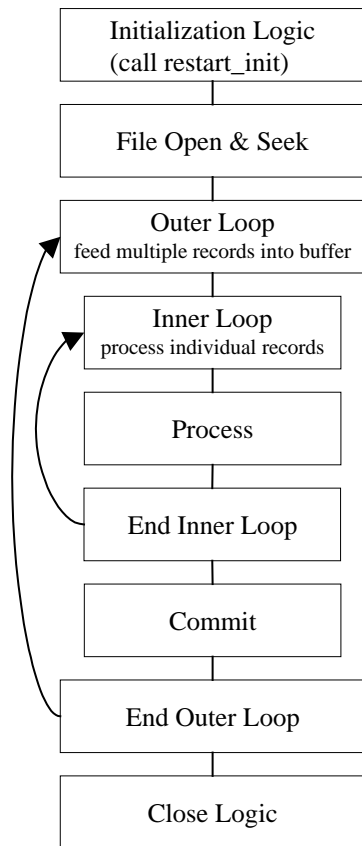 Initialization Logic
(call restart_init)
File Open & Seek
Outer Loop
feed multiple records into buffer
Inner Loop
process individual records
Process
End Inner Loop
Commit
End Outer Loop
Close Logic